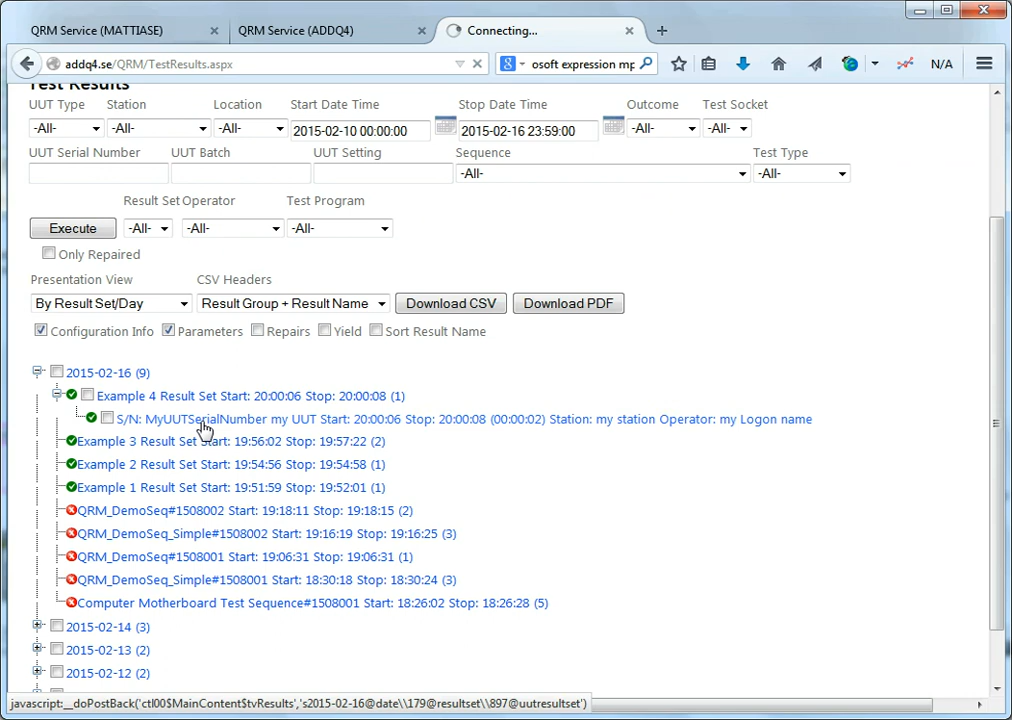 QRM Service (MATTIASE)
QRM Service (ADDQ4)
Connecting...
addq4.se/QRM/TestResults.aspx
osoft expression mp
N/A
Test Results
UUT Type Station Location Start Date Time Stop Date Time Outcome Test Socket
-All- -All- -All- 2015-02-10 00:00:00 2015-02-16 23:59:00 -All- -All-
UUT Serial Number UUT Batch UUT Setting Sequence Test Type
-All- -All-
Result Set Operator Test Program
Execute -All- -All- -All-
Only Repaired
Presentation View CSV Headers
By Result Set/Day Result Group + Result Name Download CSV Download PDF
Configuration Info Parameters Repairs Yield Sort Result Name
2015-02-16 (9)
Example 4 Result Set Start: 20:00:06 Stop: 20:00:08 (1)
S/N: MyUUTSerialNumber my UUT Start: 20:00:06 Stop: 20:00:08 (00:00:02) Station: my station Operator: my Logon name
Example 3 Result Set Start: 19:56:02 Stop: 19:57:22 (2)
Example 2 Result Set Start: 19:54:56 Stop: 19:54:58 (1)
Example 1 Result Set Start: 19:51:59 Stop: 19:52:01 (1)
QRM_DemoSeq#1508002 Start: 19:18:11 Stop: 19:18:15 (2)
QRM_DemoSeq_Simple#1508002 Start: 19:16:19 Stop: 19:16:25 (3)
QRM_DemoSeq#1508001 Start: 19:06:31 Stop: 19:06:31 (1)
QRM_DemoSeq_Simple#1508001 Start: 18:30:18 Stop: 18:30:24 (3)
Computer Motherboard Test Sequence#1508001 Start: 18:26:02 Stop: 18:26:28 (5)
2015-02-14 (3)
2015-02-13 (2)
2015-02-12 (2)
javascript:__doPostBack('ctl00$MainContent$tvResults','s2015-02-16@date\\179@resultset\\897@uutresultset')